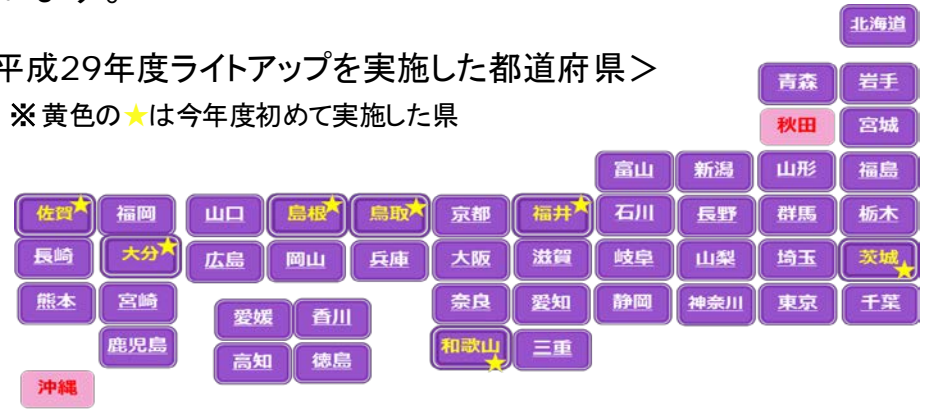 ます。
平成29年度ライトアップを実施した都道府県＞
※黄色の★は今年度初めて実施した県
北海道
青森 岩手
秋田 宮城
富山 新潟 山形 福島
佐賀 福岡 山口 島根 鳥取 京都 福井 石川 長野 群馬 栃木
長崎 大分 広島 岡山 兵庫 大阪 滋賀 岐阜 山梨 埼玉 茨城
熊本 宮崎 愛媛 香川 奈良 愛知 静岡 神奈川 東京 千葉
鹿児島 高知 徳島 和歌山 三重
沖縄